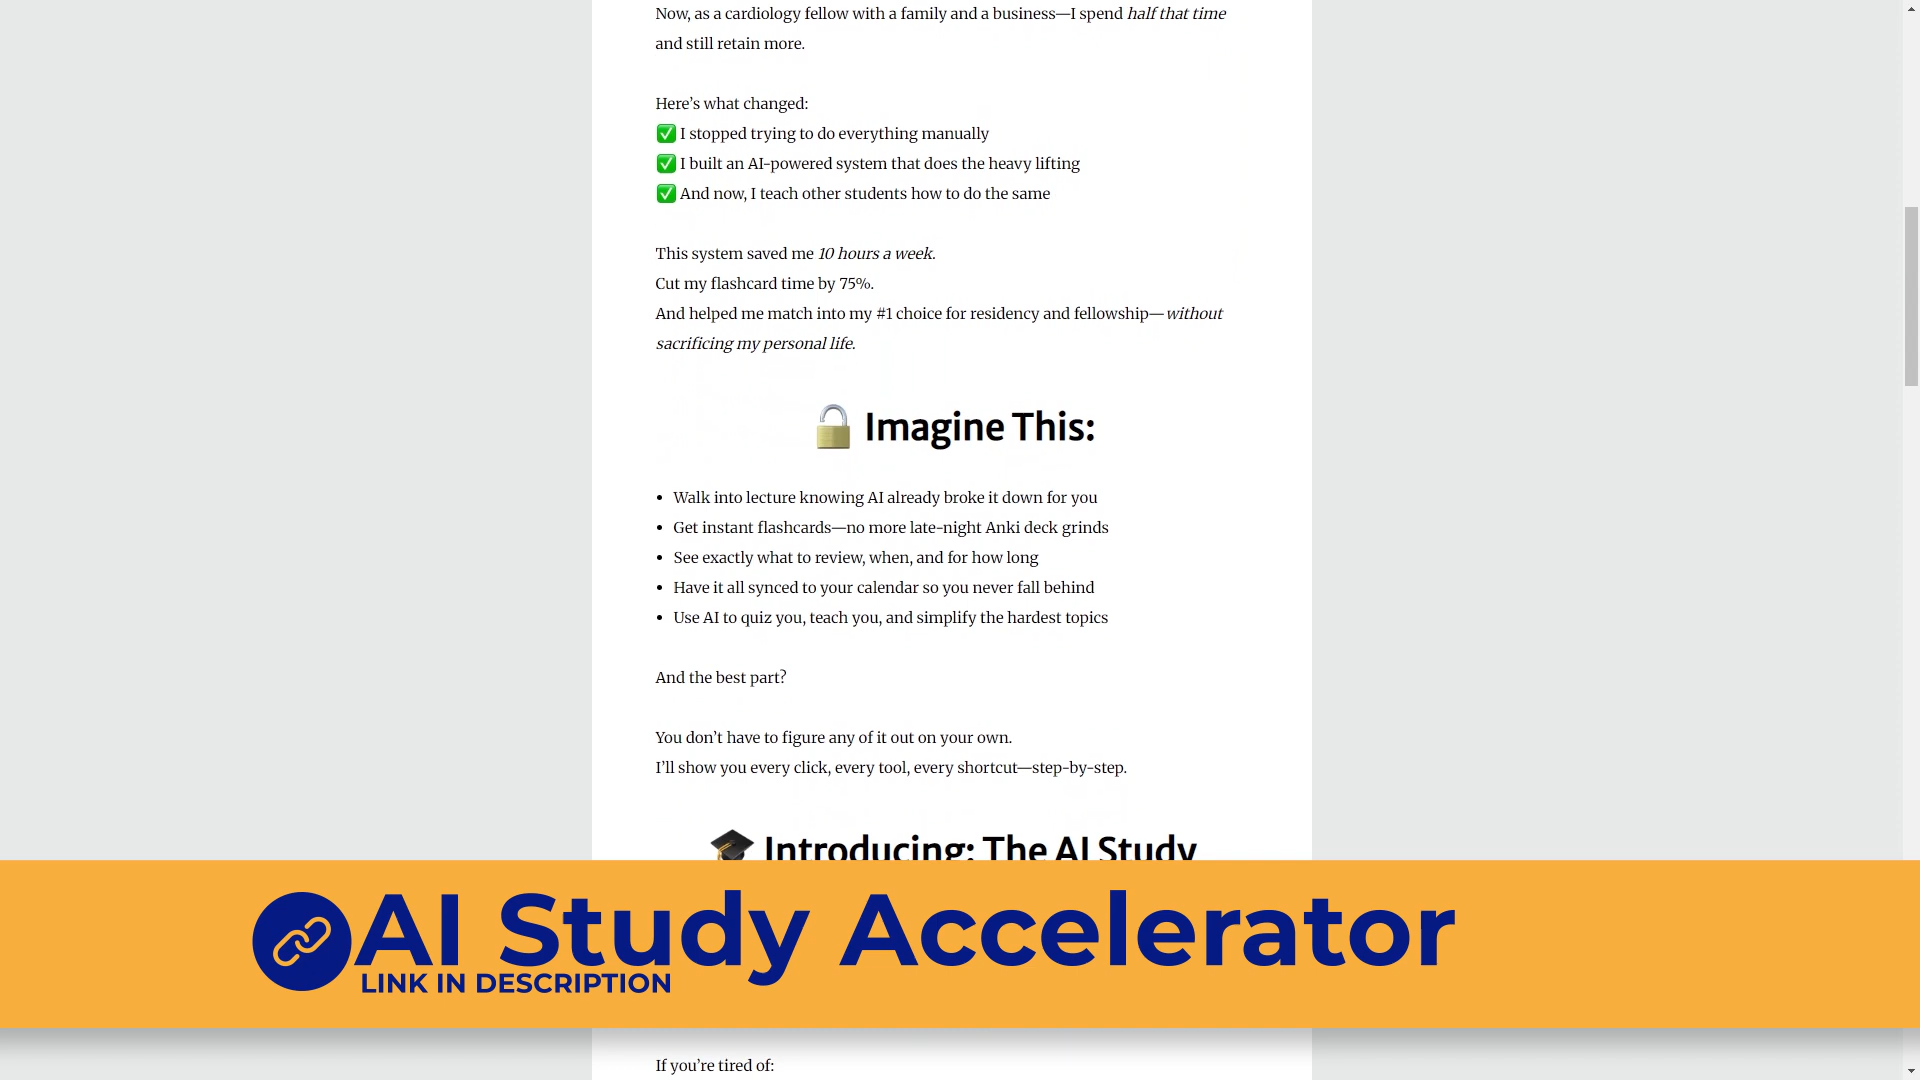 Now, as a cardiology fellow with a family and a business—I spend half that time
and still retain more.
Here’s what changed:
✅ I stopped trying to do everything manually
✅ I built an AI-powered system that does the heavy lifting
✅ And now, I teach other students how to do the same
This system saved me 10 hours a week.
Cut my flashcard time by 75%.
And helped me match into my #1 choice for residency and fellowship—without
sacrificing my personal life.
🔓 Imagine This:
• Walk into lecture knowing AI already broke it down for you
• Get instant flashcards—no more late-night Anki deck grinds
• See exactly what to review, when, and for how long
• Have it all synced to your calendar so you never fall behind
• Use AI to quiz you, teach you, and simplify the hardest topics
And the best part?
You don’t have to figure any of it out on your own.
I’ll show you every click, every tool, every shortcut—step-by-step.
🎓 Introducing: The AI Study
AI Study Accelerator
LINK IN DESCRIPTION
If you’re tired of: